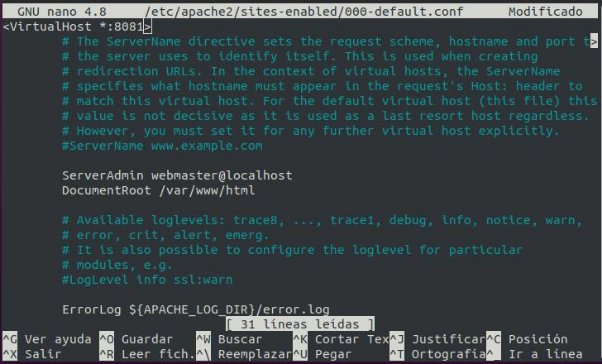 GNU nano 4.8 /etc/apache2/sites-enabled/000-default.conf Modificado
<VirtualHost *:8081>
# The ServerName directive sets the request scheme, hostname and port t>
# the server uses to identify itself. This is used when creating
# redirection URLs. In the context of virtual hosts, the ServerName
# specifies what hostname must appear in the request's Host: header to
# match this virtual host. For the default virtual host (this file) this
# value is not decisive as it is used as a last resort host regardless.
# However, you must set it for any further virtual host explicitly.
#ServerName www.example.com
ServerAdmin webmaster@localhost
DocumentRoot /var/www/html
# Available loglevels: trace8, ..., trace1, debug, info, notice, warn,
# error, crit, alert, emerg.
# It is also possible to configure the loglevel for particular
# modules, e.g.
#LogLevel info ssl:warn
ErrorLog ${APACHE_LOG_DIR}/error.log
[ 31 líneas leídas ]
^G Ver ayuda ^O Guardar ^W Buscar ^K Cortar Tex ^J Justificar ^C Posición
^X Salir ^R Leer fich. ^\ Reemplazar ^U Pegar ^T Ortografía ^_ Ir a línea